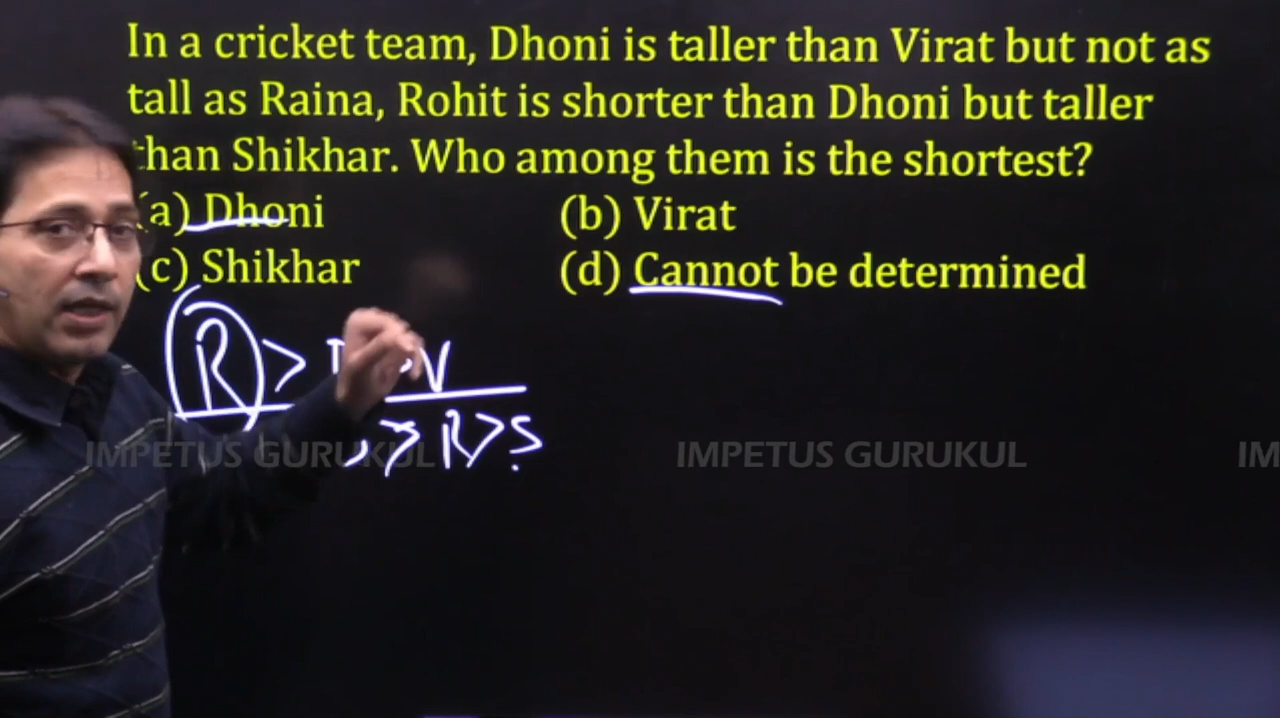 In a cricket team, Dhoni is taller than Virat but not as
tall as Raina, Rohit is shorter than Dhoni but taller
than Shikhar. Who among them is the shortest?
(a) Dhoni (b) Virat
(c) Shikhar (d) Cannot be determined
R > V
> R > S
IMPETUS GURUKUL IMPETUS GURUKUL IM